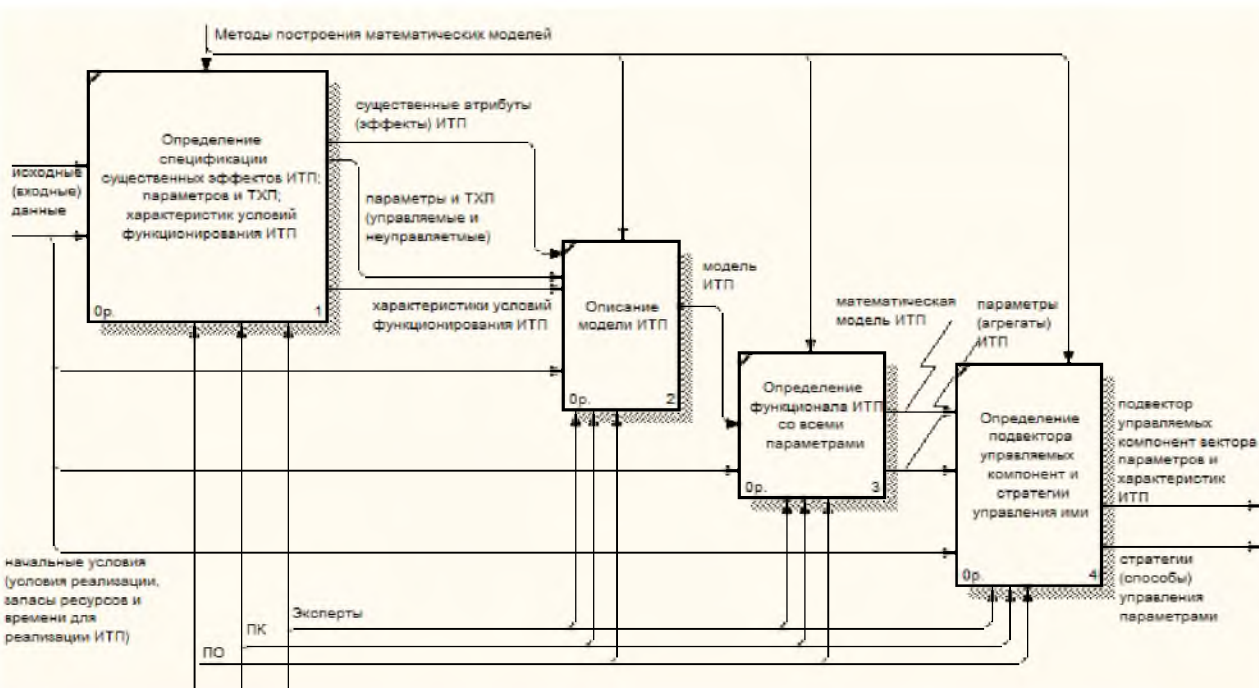 Методы построения математических моделей
существенные атрибуты
(эффекты) ИТП
Определение
спецификации
существенных эффектов ИТП;
параметров и ТХП;
характеристик условий
функционирования ИТП
0р.
1
исходные
(входные)
данные
параметры и ТХП
(управляемые и
неуправляетмые)
характеристики условий
функционирования ИТП
Описание
модели ИТП
0р.
2
модель
ИТП
математическая
модель ИТП
параметры
(агрегаты)
ИТП
Определение
функционала ИТП
со всеми
параметрами
0р.
3
Определение
подвектора
управляемых
компонент и
стратегии
управления ими
0р.
4
подвектор
управляемых
компонент вектора
параметров и
характеристик
ИТП
стратегии
(способы)
управления
параметрами
начальные условия
(условия реализации,
запасы ресурсов и
времени для
реализации ИТП)
Эксперты
ПК
ПО